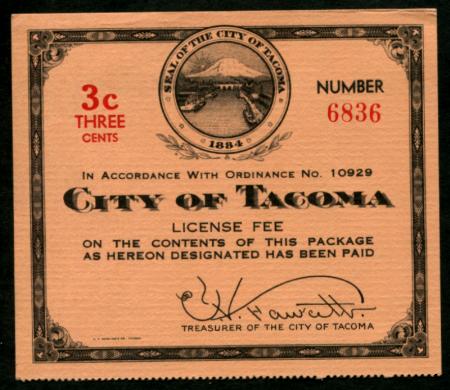 SEAL OF THE CITY OF TACOMA
1884
3c
THREE
CENTS
NUMBER
6836
IN ACCORDANCE WITH ORDINANCE NO. 10929
CITY OF TACOMA
LICENSE FEE
ON THE CONTENTS OF THIS PACKAGE
AS HEREON DESIGNATED HAS BEEN PAID
TREASURER OF THE CITY OF TACOMA